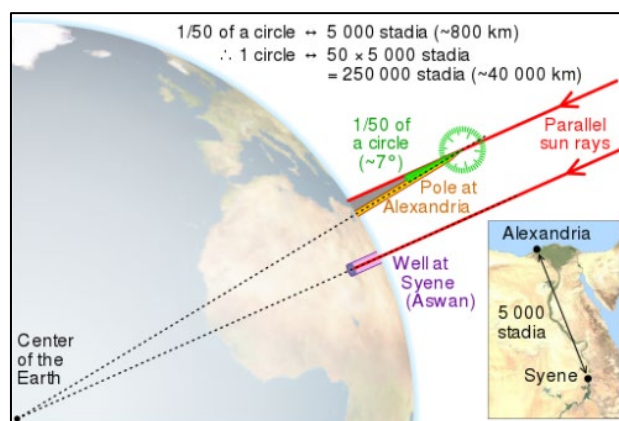 1/50 of a circle ↔ 5 000 stadia (~800 km)
∴ 1 circle ↔ 50 × 5 000 stadia
= 250 000 stadia (~40 000 km)
1/50 of
a circle
(~7°)
Parallel
sun rays
Pole at
Alexandria
Well at
Syene
(Aswan)
Center
of the
Earth
Alexandria
5 000
stadia
Syene